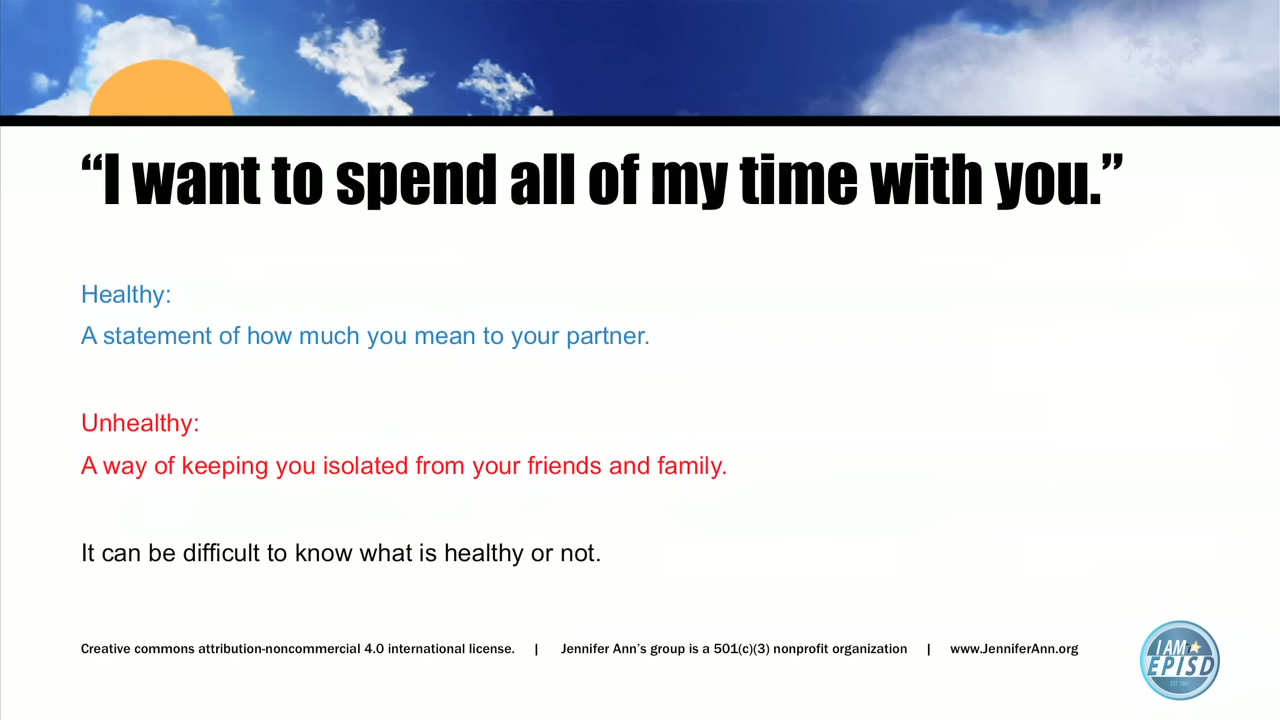 “I want to spend all of my time with you.”
Healthy:
A statement of how much you mean to your partner.
Unhealthy:
A way of keeping you isolated from your friends and family.
It can be difficult to know what is healthy or not.
Creative commons attribution-noncommercial 4.0 international license. | Jennifer Ann’s group is a 501(c)(3) nonprofit organization | www.JenniferAnn.org
I AM
EPISD